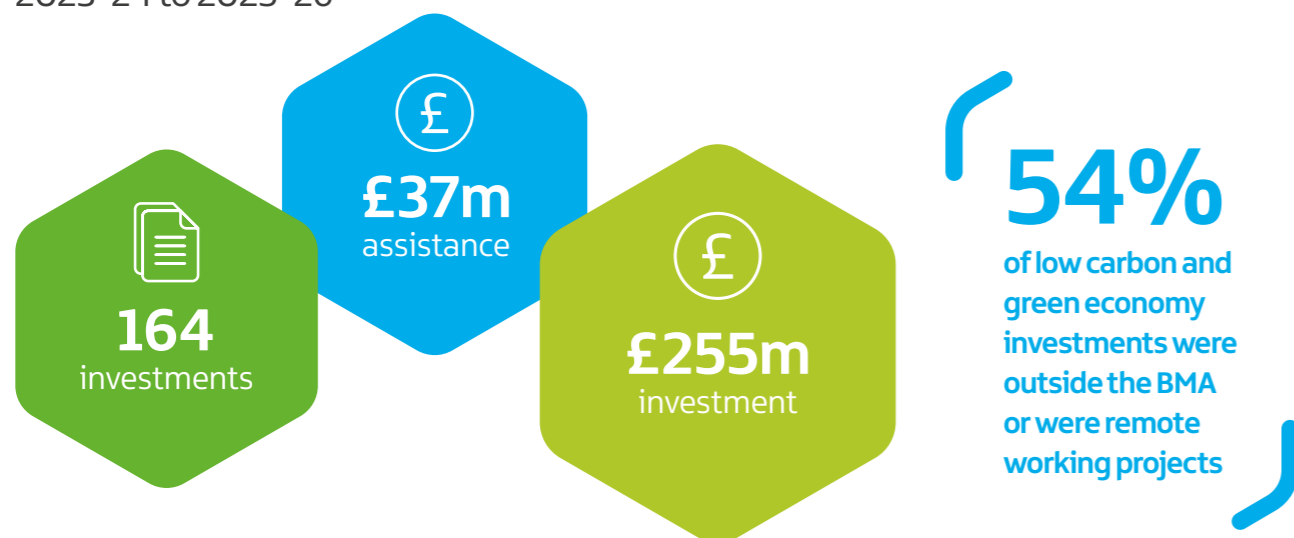 £
£37m
assistance
164
investments
£
£255m
investment
54%
of low carbon and
green economy
investments were
outside the BMA
or were remote
working projects